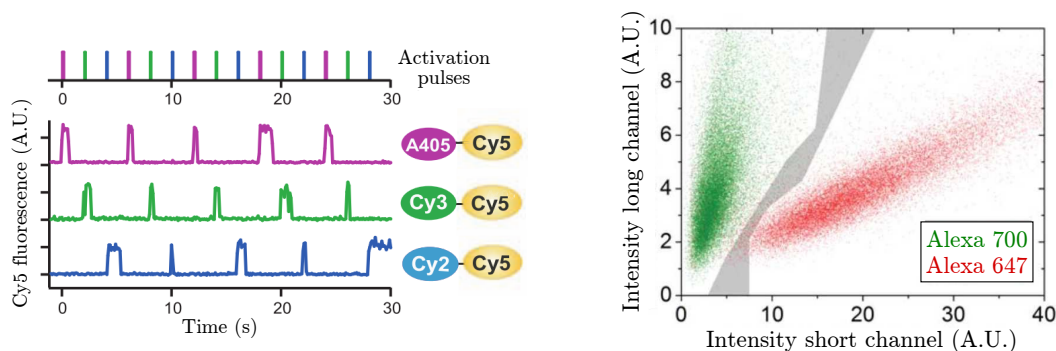 Activation
pulses
0 10 20 30
Cy5 fluorescence (A.U.)
A405 Cy5
Cy3 Cy5
Cy2 Cy5
0 10 20 30
Time (s)
Intensity long channel (A.U.)
10
8
6
4
2
0
Alexa 700
Alexa 647
0 10 20 30 40
Intensity short channel (A.U.)